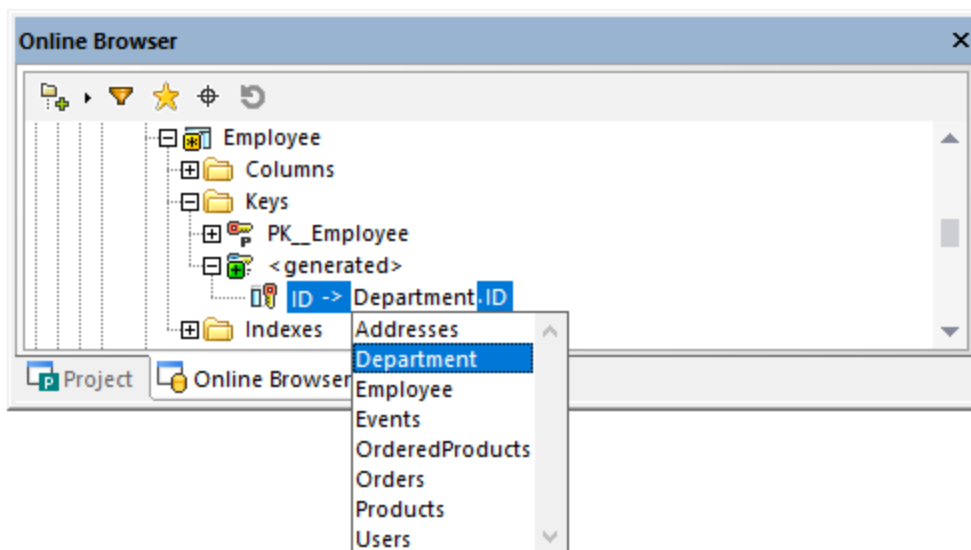 Online Browser
Employee
Columns
Keys
PK__Employee
<generated>
ID -> Department.ID
Indexes
Addresses
Department
Employee
Events
OrderedProducts
Orders
Products
Users
Project
Online Browser